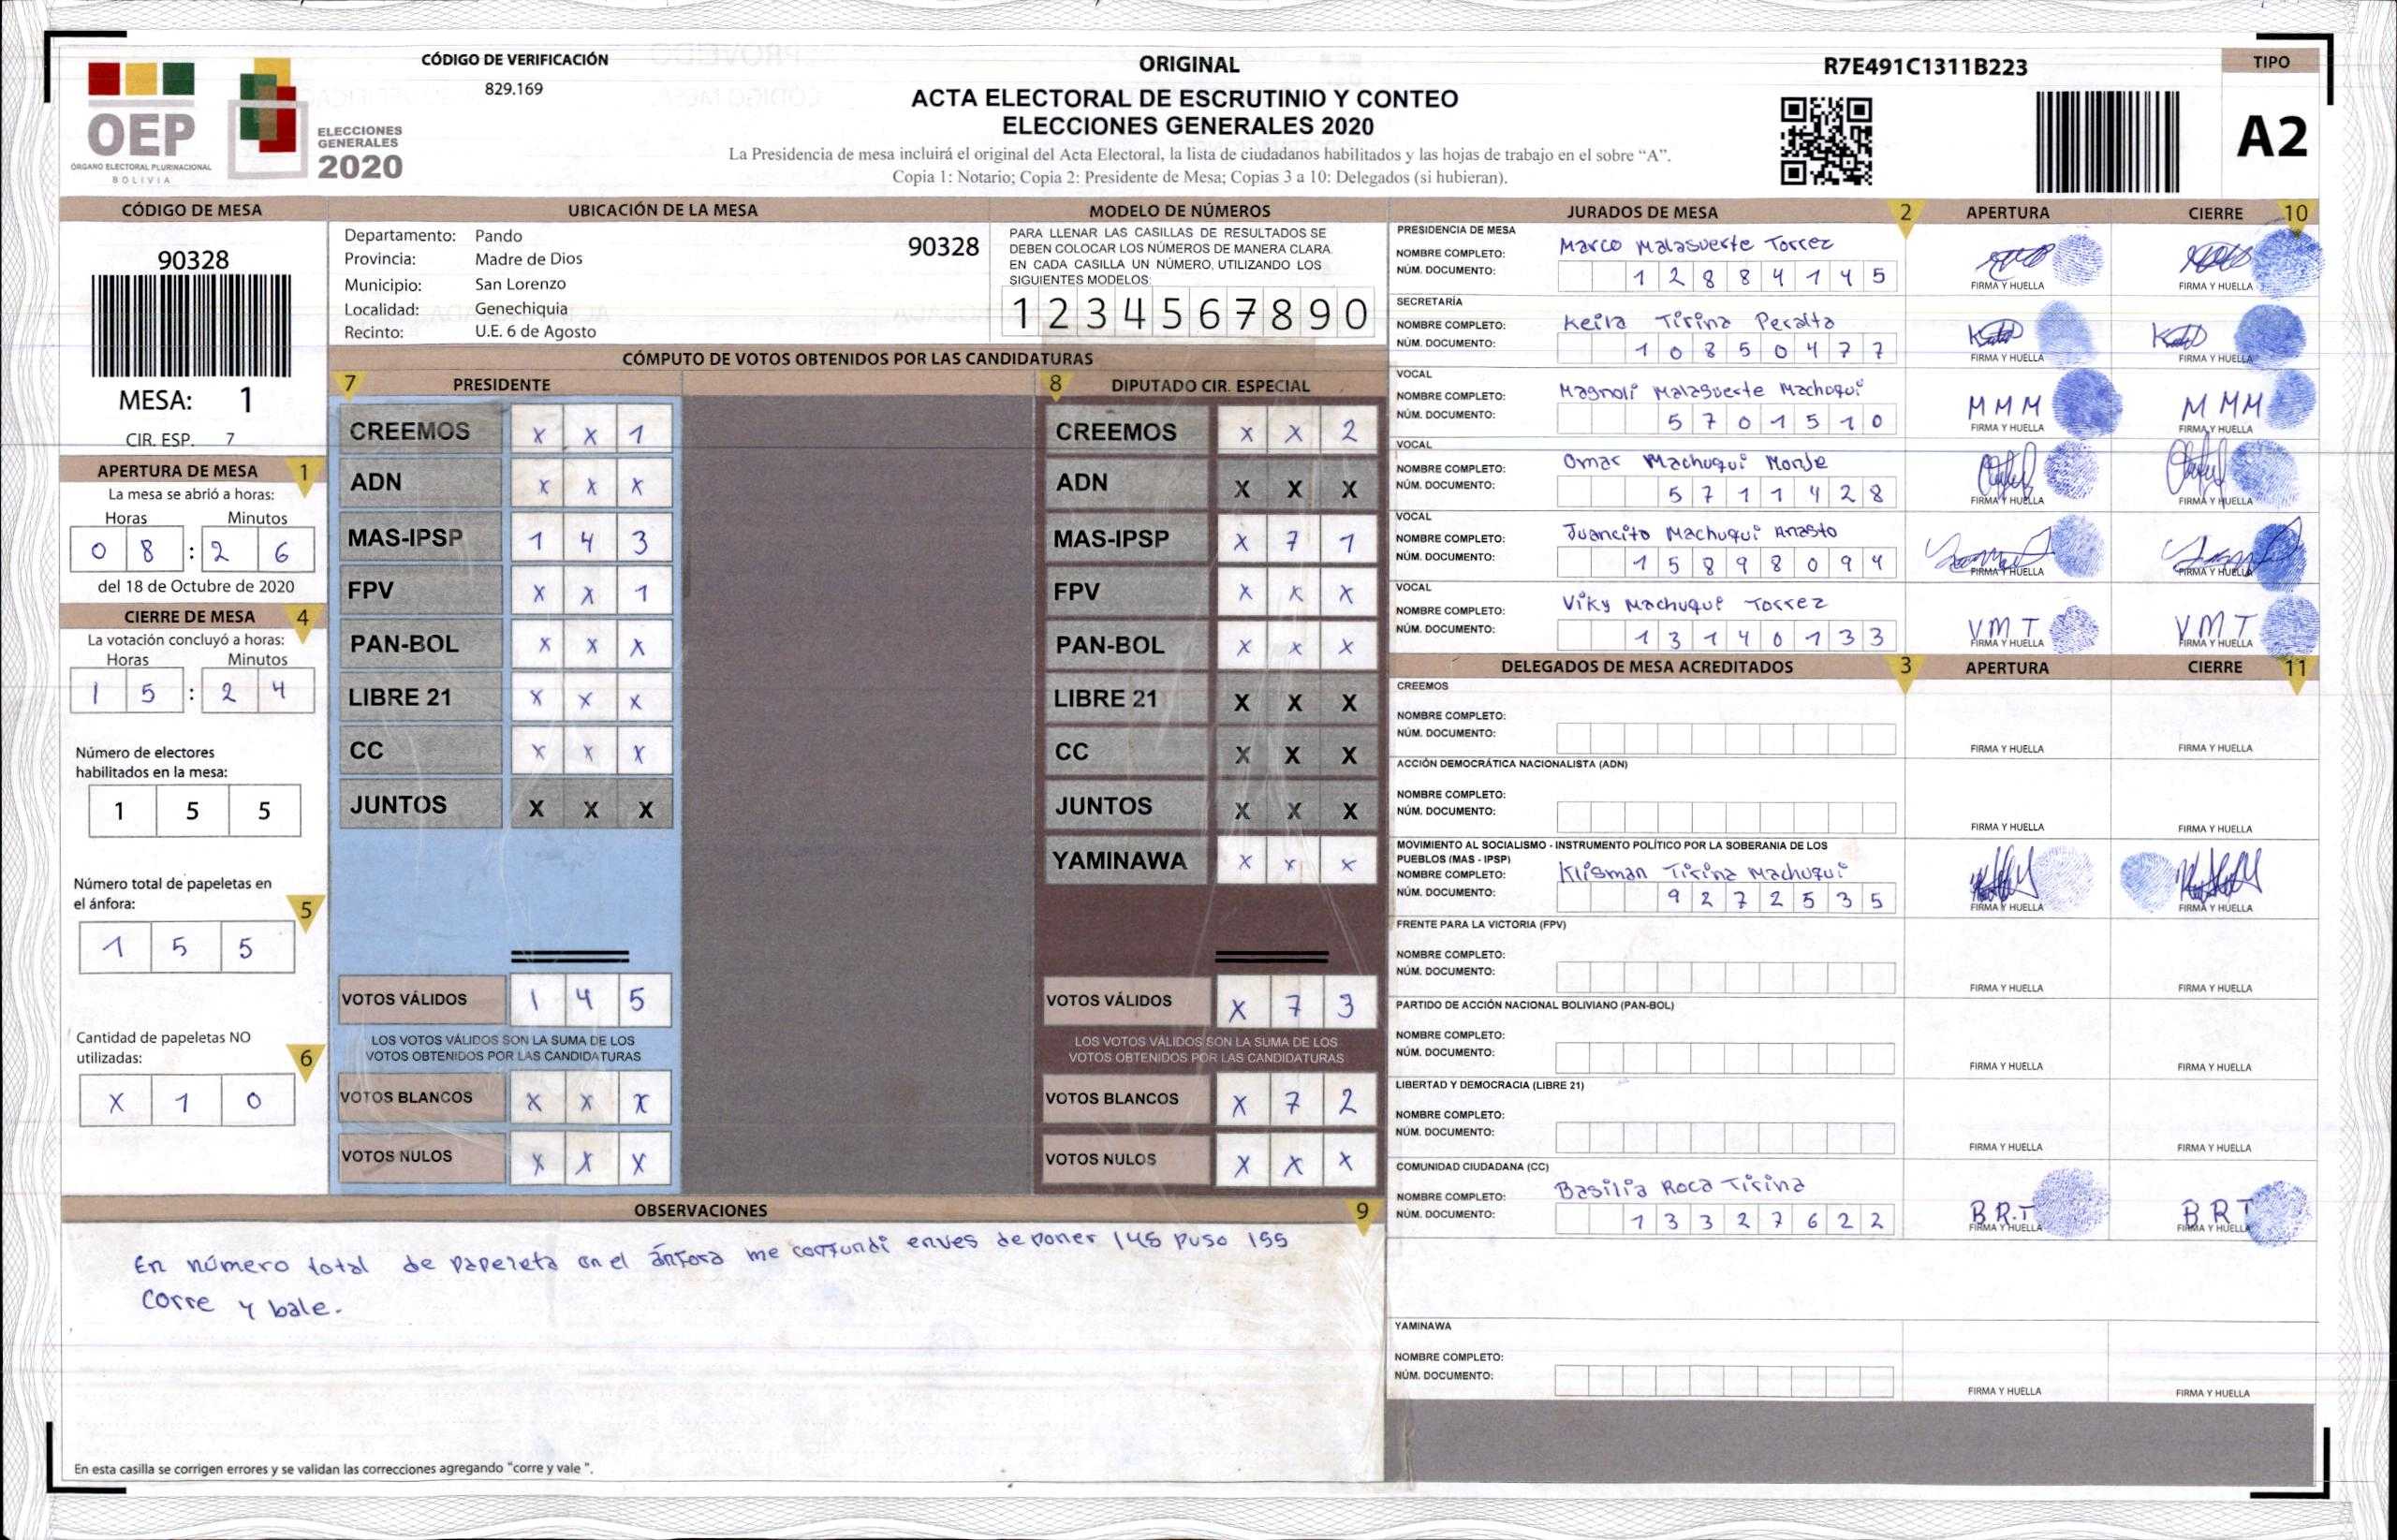 OEP
ÓRGANO ELECTORAL PLURINACIONAL
BOLIVIA
ELECCIONES
GENERALES
2020
CÓDIGO DE VERIFICACIÓN
829.169
ORIGINAL
ACTA ELECTORAL DE ESCRUTINIO Y CONTEO
ELECCIONES GENERALES 2020
La Presidencia de mesa incluirá el original del Acta Electoral, la lista de ciudadanos habilitados y las hojas de trabajo en el sobre “A”.
Copia 1: Notario; Copia 2: Presidente de Mesa; Copias 3 a 10: Delegados (si hubieran).
R7E491C1311B223
TIPO
A2
CÓDIGO DE MESA
90328
MESA: 1
CIR. ESP. 7
APERTURA DE MESA 1
La mesa se abrió a horas:
Horas Minutos
0 8 : 2 6
del 18 de Octubre de 2020
CIERRE DE MESA 4
La votación concluyó a horas:
Horas Minutos
1 5 : 2 4
Número de electores
habilitados en la mesa:
1 5 5
Número total de papeletas en
el ánfora: 5
1 5 5
Cantidad de papeletas NO
utilizadas: 6
X 1 0
UBICACIÓN DE LA MESA
Departamento: Pando 90328
Provincia: Madre de Dios
Municipio: San Lorenzo
Localidad: Genechiquia
Recinto: U.E. 6 de Agosto
MODELO DE NÚMEROS
PARA LLENAR LAS CASILLAS DE RESULTADOS SE
DEBEN COLOCAR LOS NÚMEROS DE MANERA CLARA.
EN CADA CASILLA UN NÚMERO, UTILIZANDO LOS
SIGUIENTES MODELOS:
1 2 3 4 5 6 7 8 9 0
CÓMPUTO DE VOTOS OBTENIDOS POR LAS CANDIDATURAS
7 PRESIDENTE
CREEMOS X X 1
ADN X X X
MAS-IPSP 1 4 3
FPV X X 1
PAN-BOL X X X
LIBRE 21 X X X
CC X X X
JUNTOS X X X
VOTOS VÁLIDOS 1 4 5
LOS VOTOS VÁLIDOS SON LA SUMA DE LOS
VOTOS OBTENIDOS POR LAS CANDIDATURAS
VOTOS BLANCOS X X X
VOTOS NULOS X X X
8 DIPUTADO CIR. ESPECIAL
CREEMOS X X 2
ADN X X X
MAS-IPSP X 7 1
FPV X X X
PAN-BOL X X X
LIBRE 21 X X X
CC X X X
JUNTOS X X X
YAMINAWA X X X
VOTOS VÁLIDOS X 7 3
LOS VOTOS VÁLIDOS SON LA SUMA DE LOS
VOTOS OBTENIDOS POR LAS CANDIDATURAS
VOTOS BLANCOS X 7 2
VOTOS NULOS X X X
OBSERVACIONES 9
En número total de papeleta en el ánfora me confundi enves de poner 145 puso 155
corre y bale.
En esta casilla se corrigen errores y se validan las correcciones agregando "corre y vale ".
JURADOS DE MESA 2 APERTURA CIERRE 10
PRESIDENCIA DE MESA
NOMBRE COMPLETO: Marco Malasuerte Torrez
NÚM. DOCUMENTO: 1 2 8 8 4 1 4 5
FIRMA Y HUELLA FIRMA Y HUELLA
SECRETARÍA
NOMBRE COMPLETO: Keila Tirina Peralta
NÚM. DOCUMENTO: 1 0 8 5 0 4 7 7
FIRMA Y HUELLA FIRMA Y HUELLA
VOCAL
NOMBRE COMPLETO: Magnoli Malasuerte Machuqui
NÚM. DOCUMENTO: 5 7 0 1 5 1 0
M M M M M M
FIRMA Y HUELLA FIRMA Y HUELLA
VOCAL
NOMBRE COMPLETO: Omar Machuqui Monje
NÚM. DOCUMENTO: 5 7 1 1 4 2 8
FIRMA Y HUELLA FIRMA Y HUELLA
VOCAL
NOMBRE COMPLETO: Juancito Machuqui Anasto
NÚM. DOCUMENTO: 1 5 8 9 8 0 9 4
FIRMA Y HUELLA FIRMA Y HUELLA
VOCAL
NOMBRE COMPLETO: Viky Machuqui Torrez
NÚM. DOCUMENTO: 1 3 1 4 0 1 3 3
V M T V M T
FIRMA Y HUELLA FIRMA Y HUELLA
DELEGADOS DE MESA ACREDITADOS 3 APERTURA CIERRE 11
CREEMOS
NOMBRE COMPLETO:
NÚM. DOCUMENTO:
FIRMA Y HUELLA FIRMA Y HUELLA
ACCIÓN DEMOCRÁTICA NACIONALISTA (ADN)
NOMBRE COMPLETO:
NÚM. DOCUMENTO:
FIRMA Y HUELLA FIRMA Y HUELLA
MOVIMIENTO AL SOCIALISMO - INSTRUMENTO POLÍTICO POR LA SOBERANIA DE LOS
PUEBLOS (MAS - IPSP)
NOMBRE COMPLETO: Klisman Tirina Machuqui
NÚM. DOCUMENTO: 9 2 7 2 5 3 5
FIRMA Y HUELLA FIRMA Y HUELLA
FRENTE PARA LA VICTORIA (FPV)
NOMBRE COMPLETO:
NÚM. DOCUMENTO:
FIRMA Y HUELLA FIRMA Y HUELLA
PARTIDO DE ACCIÓN NACIONAL BOLIVIANO (PAN-BOL)
NOMBRE COMPLETO:
NÚM. DOCUMENTO:
FIRMA Y HUELLA FIRMA Y HUELLA
LIBERTAD Y DEMOCRACIA (LIBRE 21)
NOMBRE COMPLETO:
NÚM. DOCUMENTO:
FIRMA Y HUELLA FIRMA Y HUELLA
COMUNIDAD CIUDADANA (CC)
NOMBRE COMPLETO: Basilia Roca Tirina
NÚM. DOCUMENTO: 1 3 3 2 7 6 2 2
B R.T B R T
FIRMA Y HUELLA FIRMA Y HUELLA
YAMINAWA
NOMBRE COMPLETO:
NÚM. DOCUMENTO:
FIRMA Y HUELLA FIRMA Y HUELLA